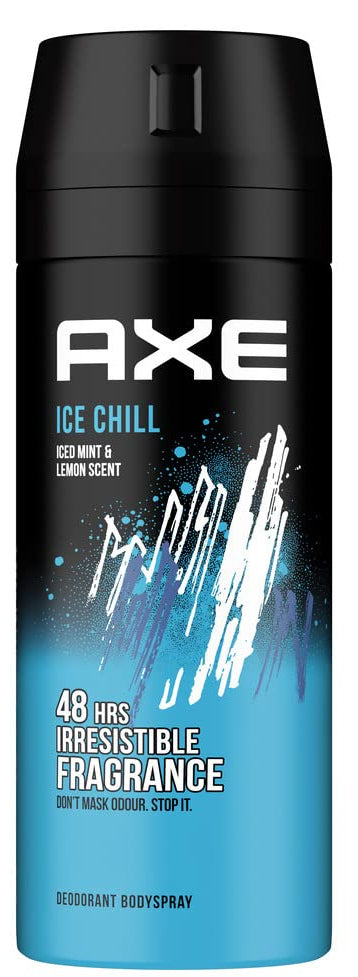 AXE
ICE CHILL
ICED MINT &
LEMON SCENT
48 HRS
IRRESISTIBLE
FRAGRANCE
DON'T MASK ODOUR. STOP IT.
DEODORANT BODYSPRAY